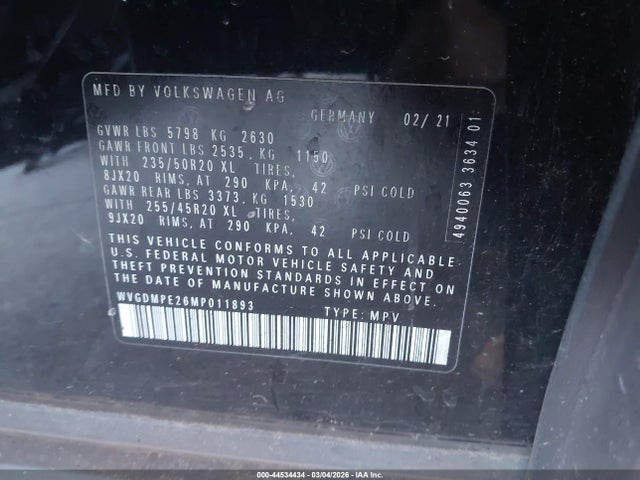 MFD BY VOLKSWAGEN AG
GERMANY 02/21
GVWR LBS 5798 KG 2630
GAWR FRONT LBS 2535, KG 1150
WITH 235/50R20 XL TIRES,
8JX20 RIMS, AT 290 KPA, 42 PSI COLD
GAWR REAR LBS 3373, KG 1530
WITH 255/45R20 XL TIRES,
9JX20 RIMS, AT 290 KPA, 42 PSI COLD
THIS VEHICLE CONFORMS TO ALL APPLICABLE
U.S. FEDERAL MOTOR VEHICLE SAFETY AND
THEFT PREVENTION STANDARDS IN EFFECT ON
THE DATE OF MANUFACTURE SHOWN ABOVE.
WVGDMPE26MP011893 TYPE: MPV
4940063 3634 01
000-44534434 | 03/04/2026 | IAA Inc.